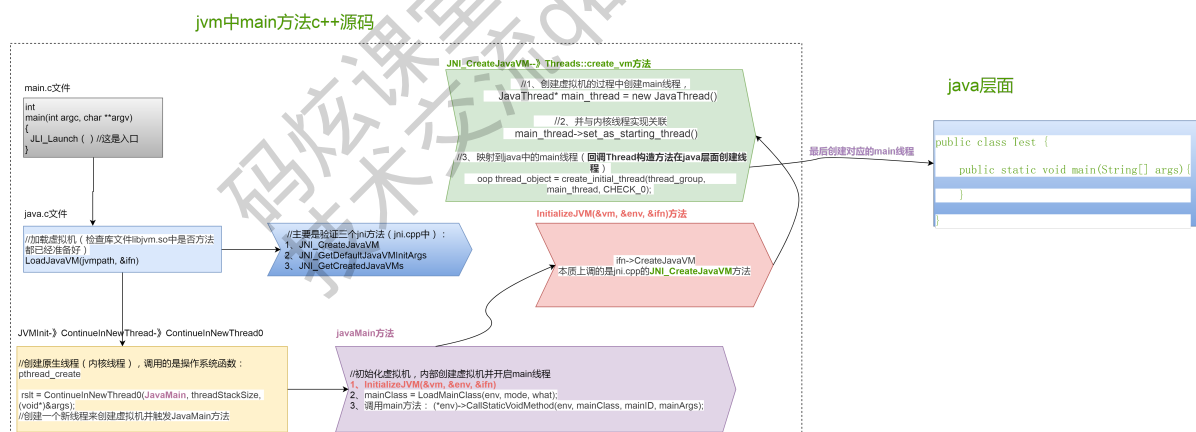 jvm中main方法c++源码
main.c文件
int
main(int argc, char **argv)
{
JLI_Launch（ ）//这是入口
}
java.c文件
//加载虚拟机（检查库文件libjvm.so中是否方法
都已经准备好）
LoadJavaVM(jvmpath, &ifn)
//主要是验证三个jni方法（jni.cpp中）:
1、JNI_CreateJavaVM
2、JNI_GetDefaultJavaVMInitArgs
3、JNI_GetCreatedJavaVMs
JVMInit-》ContinueInNewThread-》ContinueInNewThread0
//创建原生线程（内核线程）, 调用的是操作系统函数：
pthread_create
rslt = ContinueInNewThread0(JavaMain, threadStackSize,
(void*)&args);
//创建一个新线程来创建虚拟机并触发JavaMain方法
javaMain方法
//初始化虚拟机，内部创建虚拟机并开启main线程
1、InitializeJVM(&vm, &env, &ifn)
2、mainClass = LoadMainClass(env, mode, what);
3、调用main方法： (*env)->CallStaticVoidMethod(env, mainClass, mainID, mainArgs);
InitializeJVM(&vm, &env, &ifn)方法
ifn->CreateJavaVM
本质上调的是jni.cpp的JNI_CreateJavaVM方法
JNI_CreateJavaVM--》Threads::create_vm方法
//1、创建虚拟机的过程中创建main线程，
JavaThread* main_thread = new JavaThread()
//2、并与内核线程实现关联
main_thread->set_as_starting_thread()
//3、映射到java中的main线程（回调Thread构造方法在java层面创建线
程）
oop thread_object = create_initial_thread(thread_group,
main_thread, CHECK_0);
最后创建对应的main线程
java层面
public class Test {
public static void main(String[] args){
}
}
码炫课堂
技术交流q